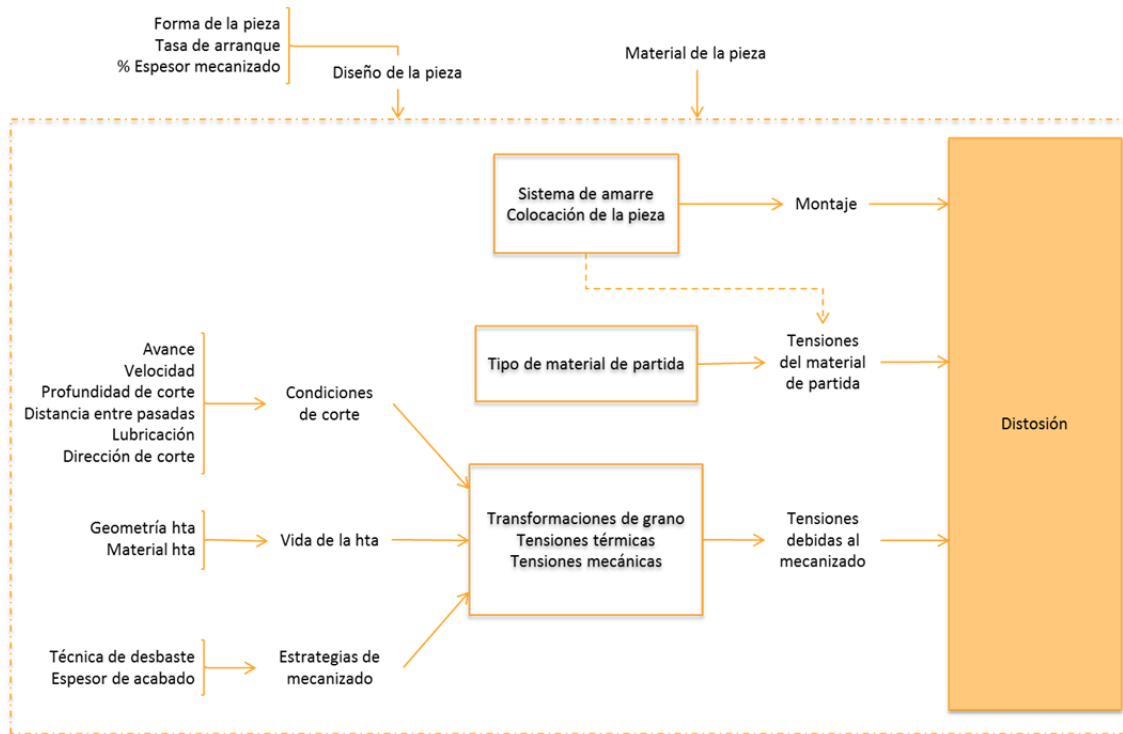 Forma de la pieza
Tasa de arranque
% Espesor mecanizado
Diseño de la pieza
Material de la pieza
Sistema de amarre
Colocación de la pieza
Montaje
Tipo de material de partida
Tensiones
del material
de partida
Avance
Velocidad
Profundidad de corte
Distancia entre pasadas
Lubricación
Dirección de corte
Condiciones
de corte
Geometría hta
Material hta
Vida de la hta
Técnica de desbaste
Espesor de acabado
Estrategias de
mecanizado
Transformaciones de grano
Tensiones térmicas
Tensiones mecánicas
Tensiones
debidas al
mecanizado
Distosión